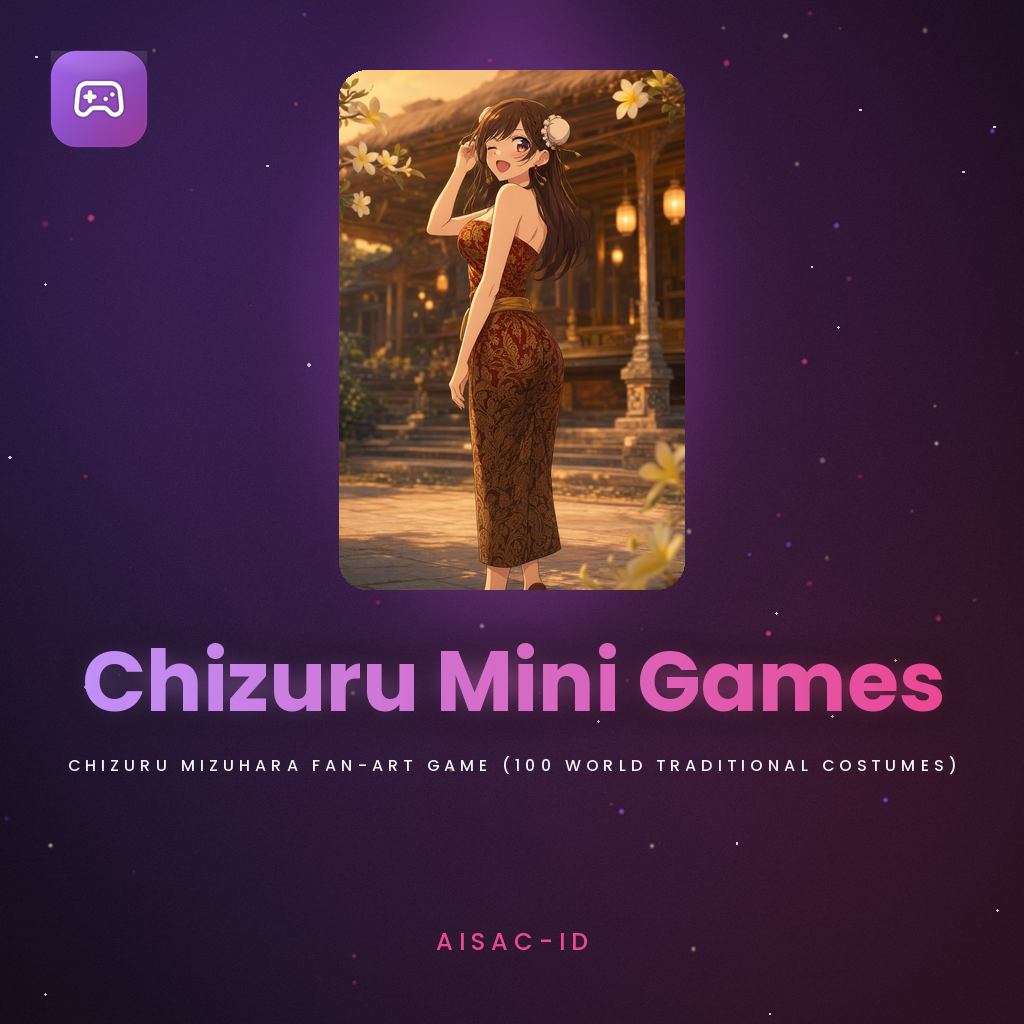 Chizuru Mini Games
CHIZURU MIZUHARA FAN-ART GAME (100 WORLD TRADITIONAL COSTUMES)
AISAC-ID